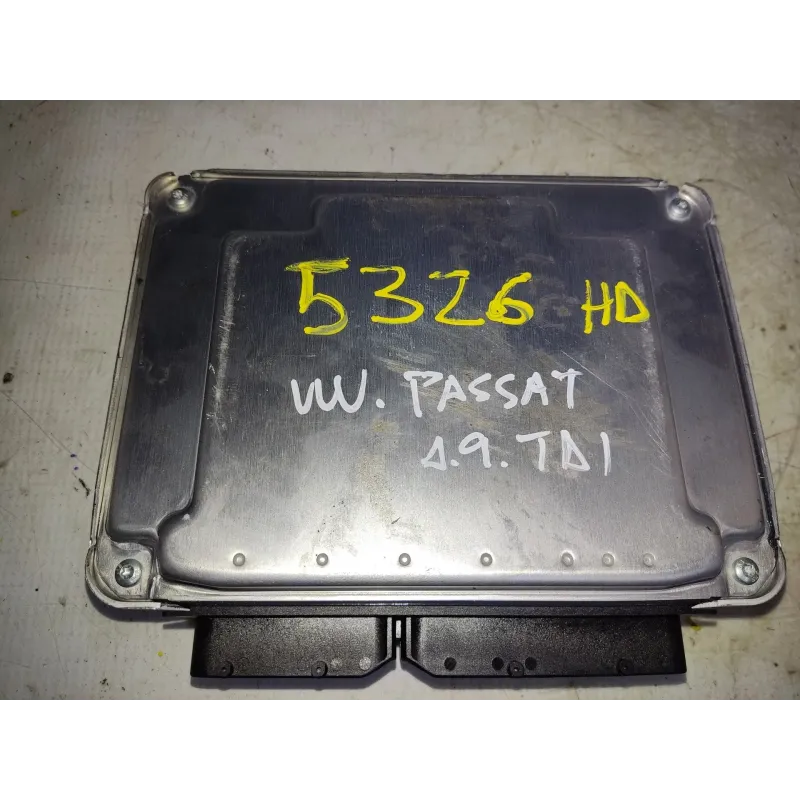 5326 HD
VW. PASSAT
1.9. TDI